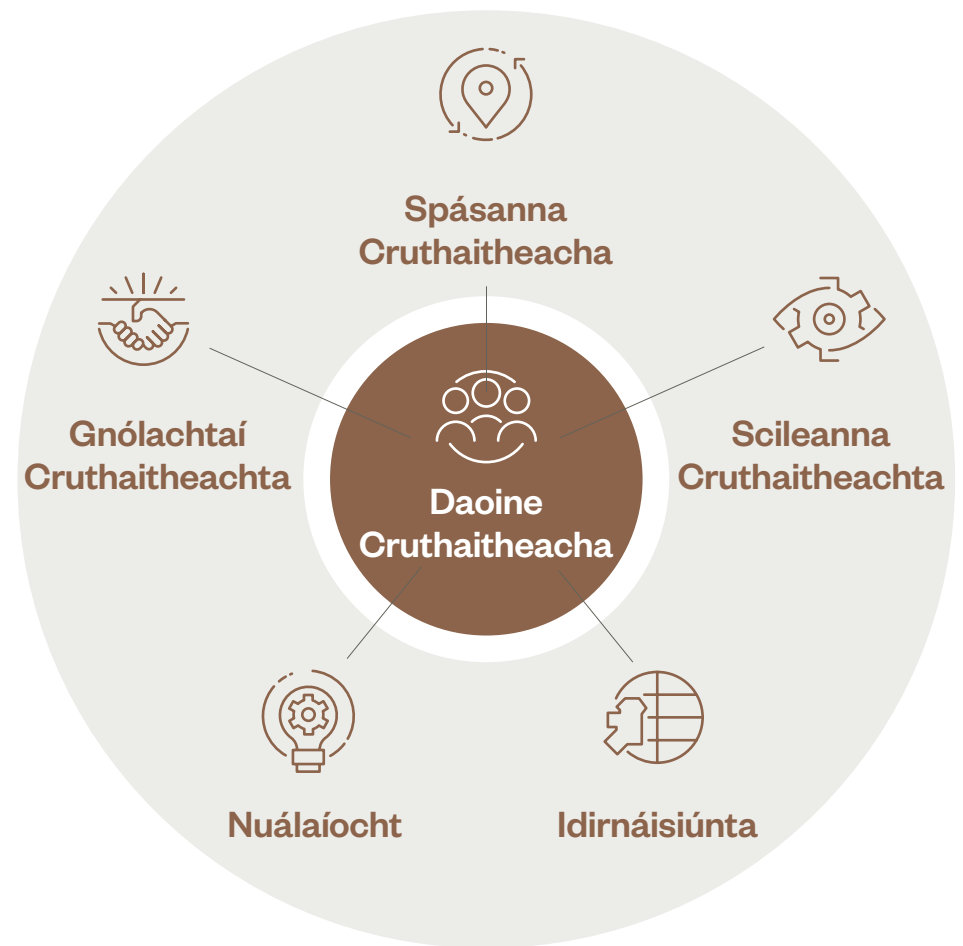 Spásanna
Cruthaitheacha
Gnólachtaí
Cruthaitheachta
Scileanna
Cruthaitheachta
Daoine
Cruthaitheacha
Nuálaíocht
Idirnáisiúnta